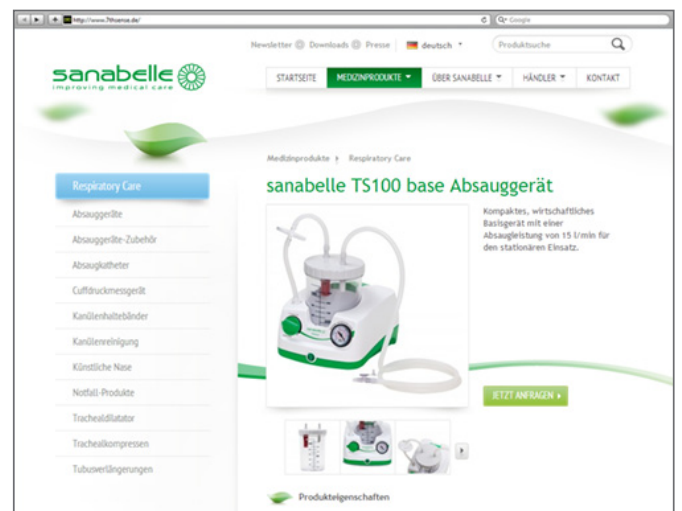 http://www.7thsense.de/
Google
Newsletter Downloads Presse deutsch
Produktsuche
sanabelle
improving medical care
STARTSEITE MEDIZINPRODUKTE ÜBER SANABELLE HÄNDLER KONTAKT
Medizinprodukte Respiratory Care
Respiratory Care
Absauggeräte
Absauggeräte-Zubehör
Absaugkatheter
Cuffdruckmessgerät
Kanülenhaltebänder
Kanülenreinigung
Künstliche Nase
Notfall-Produkte
Trachealdilatator
Trachealkompressen
Tubusverlängerungen
sanabelle TS100 base Absauggerät
Kompaktes, wirtschaftliches
Basisgerät mit einer
Absaugleistung von 15 l/min für
den stationären Einsatz.
SANABELLE
JETZT ANFRAGEN
Produkteigenschaften